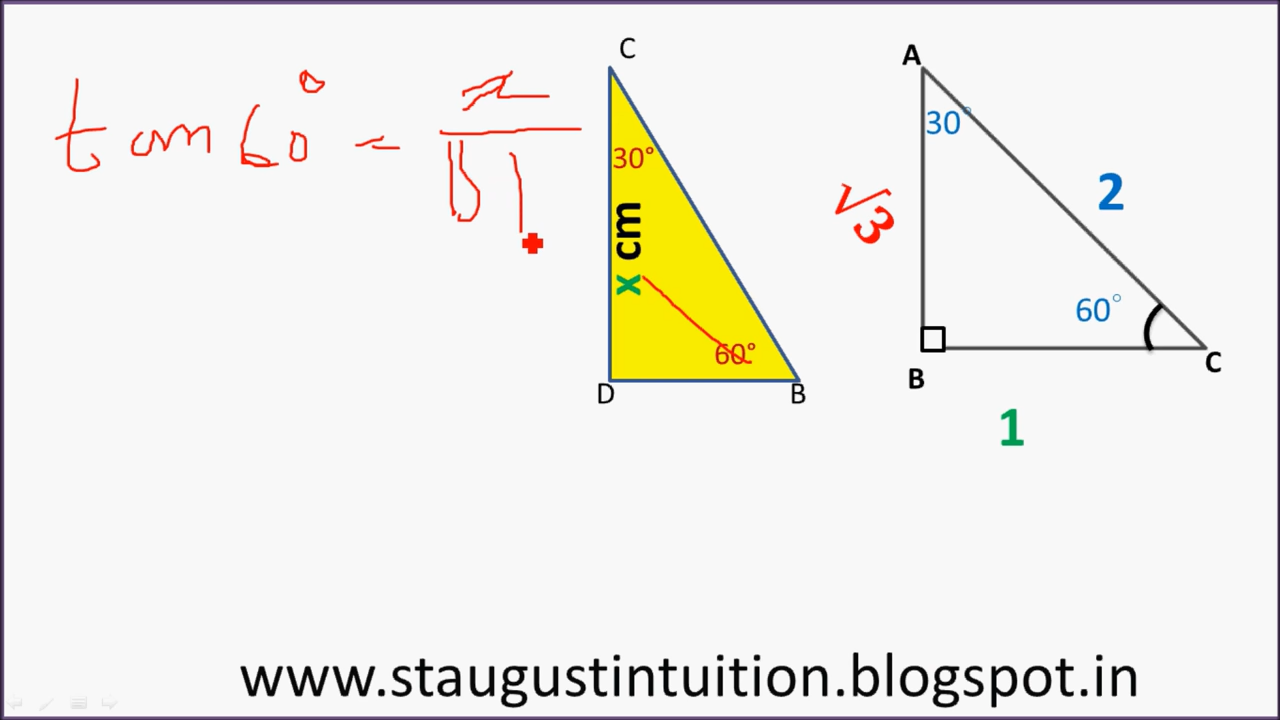 tan 60° = x
C
30°
x cm
60°
D B
A
30°
√3
2
60°
B
C
1
www.staugustintuition.blogspot.in